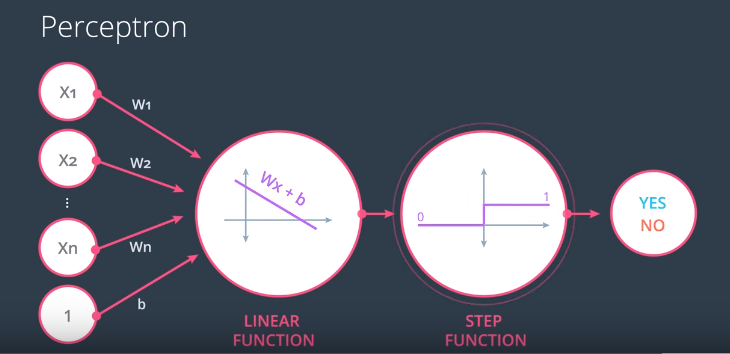 Perceptron
X1
W1
X2
W2
⋮
Xn
Wn
1
b
Wx + b
LINEAR
FUNCTION
0
1
STEP
FUNCTION
YES
NO